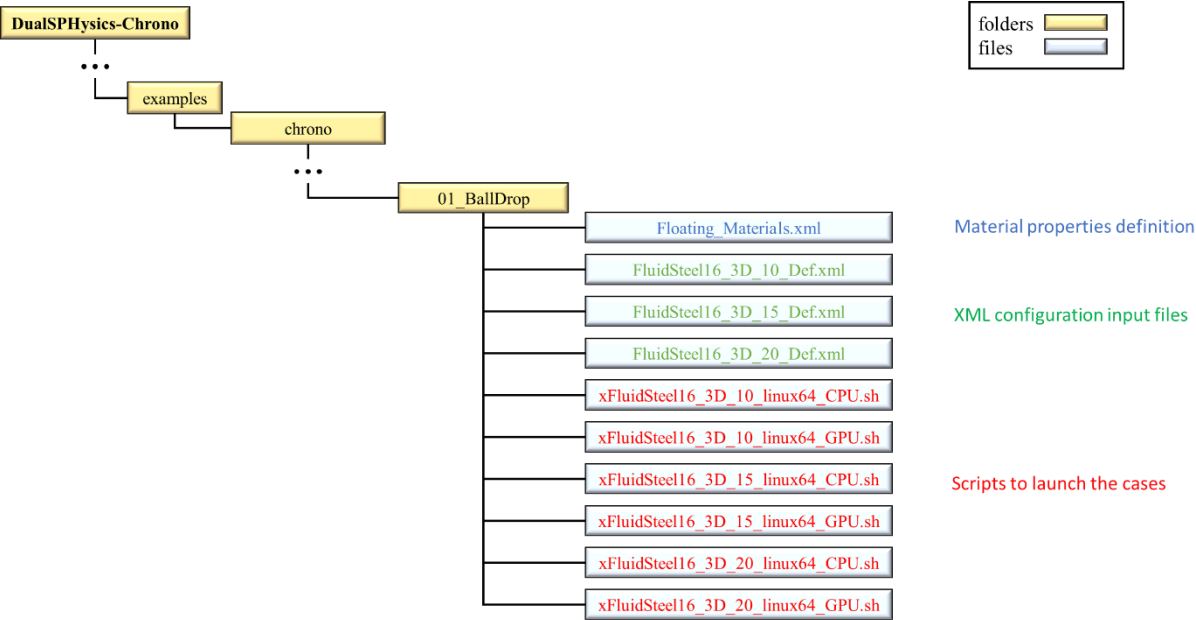 DualSPHysics-Chrono
folders
files
...
examples
chrono
...
01_BallDrop
Floating_Materials.xml
Material properties definition
FluidSteel16_3D_10_Def.xml
FluidSteel16_3D_15_Def.xml
XML configuration input files
FluidSteel16_3D_20_Def.xml
xFluidSteel16_3D_10_linux64_CPU.sh
xFluidSteel16_3D_10_linux64_GPU.sh
xFluidSteel16_3D_15_linux64_CPU.sh
Scripts to launch the cases
xFluidSteel16_3D_15_linux64_GPU.sh
xFluidSteel16_3D_20_linux64_CPU.sh
xFluidSteel16_3D_20_linux64_GPU.sh